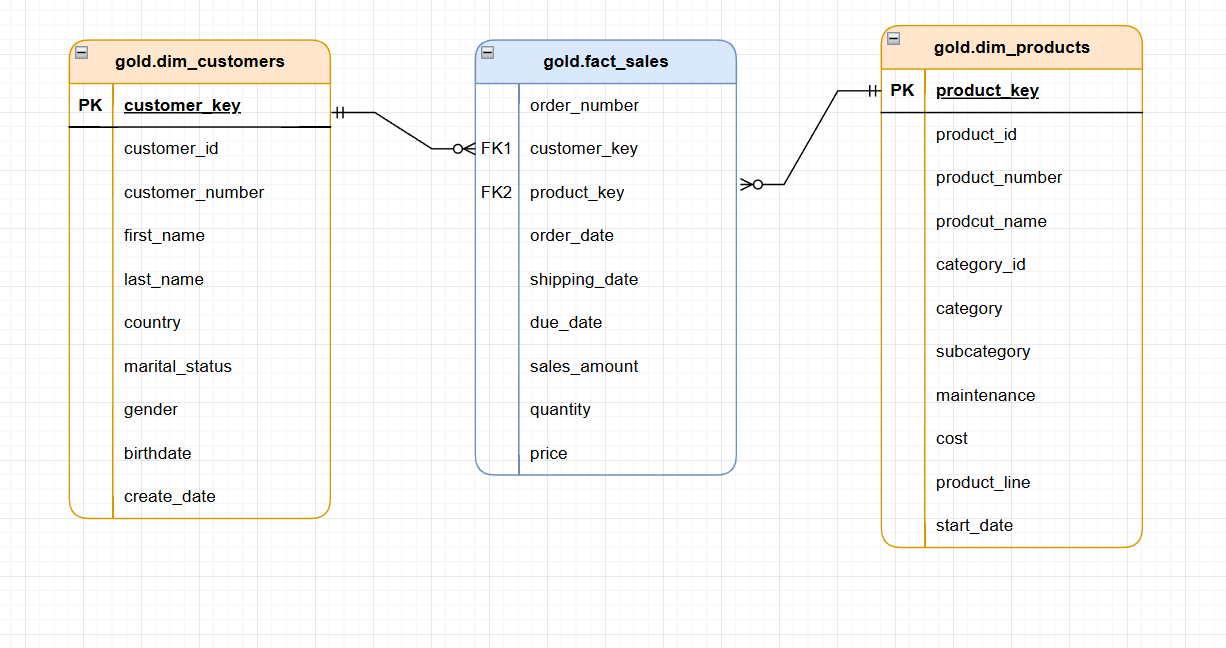 gold.dim_customers
PK customer_key
customer_id
customer_number
first_name
last_name
country
marital_status
gender
birthdate
create_date
gold.fact_sales
order_number
FK1 customer_key
FK2 product_key
order_date
shipping_date
due_date
sales_amount
quantity
price
gold.dim_products
PK product_key
product_id
product_number
prodcut_name
category_id
category
subcategory
maintenance
cost
product_line
start_date